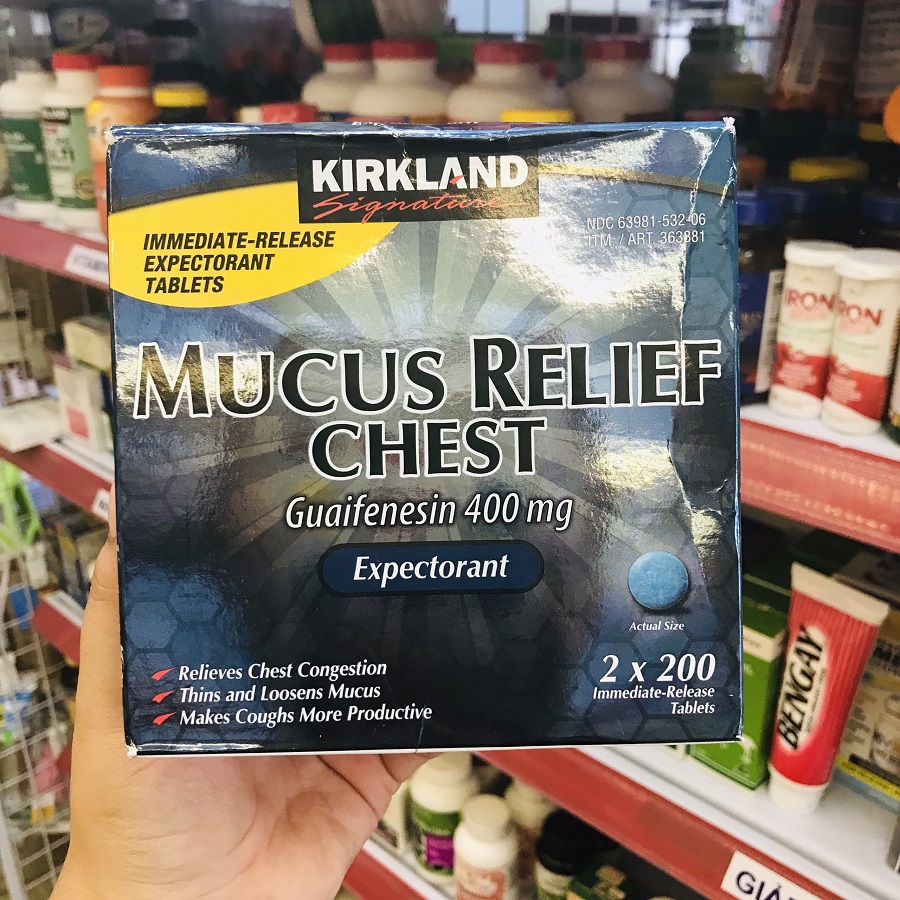 KIRKLAND
Signature
IMMEDIATE-RELEASE
EXPECTORANT
TABLETS
NDC 63981-532-06
ITM. / ART. 363881
MUCUS RELIEF
CHEST
Guaifenesin 400 mg
Expectorant
Actual Size
Relieves Chest Congestion
Thins and Loosens Mucus
Makes Coughs More Productive
2 x 200
Immediate-Release
Tablets
IRON
IRON
BENGAY